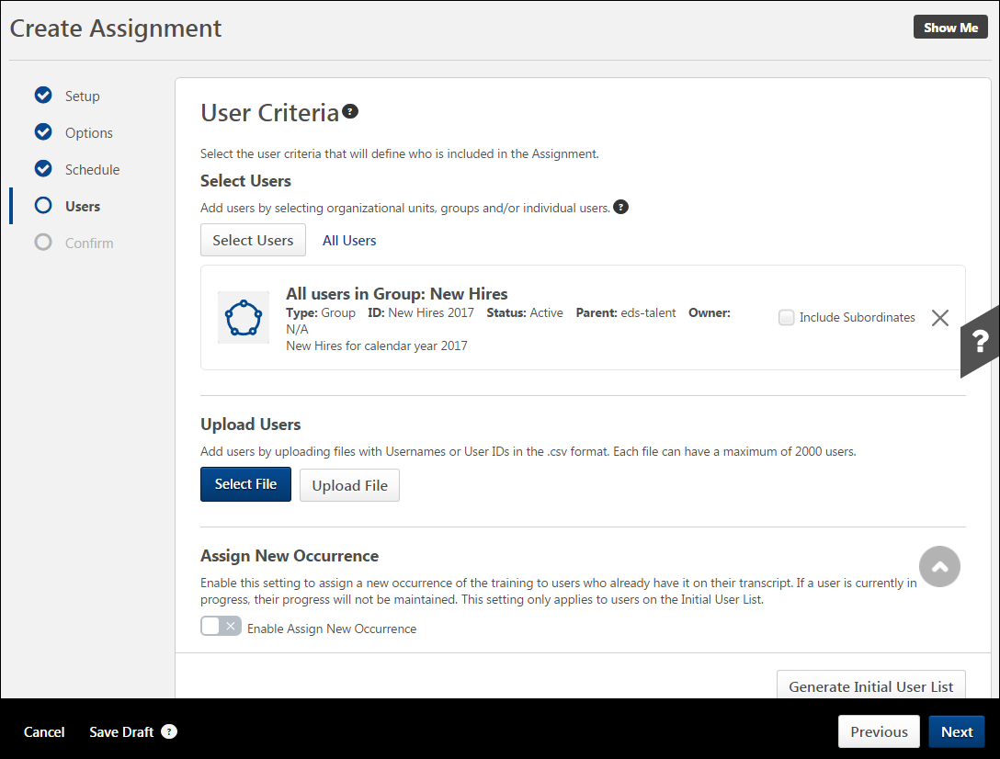 Create Assignment
Show Me
Setup
Options
Schedule
Users
Confirm
User Criteria ?
Select the user criteria that will define who is included in the Assignment.
Select Users
Add users by selecting organizational units, groups and/or individual users. ?
Select Users All Users
All users in Group: New Hires
Type: Group ID: New Hires 2017 Status: Active Parent: eds-talent Owner:
N/A
New Hires for calendar year 2017
Include Subordinates
?
Upload Users
Add users by uploading files with Usernames or User IDs in the .csv format. Each file can have a maximum of 2000 users.
Select File Upload File
Assign New Occurrence
Enable this setting to assign a new occurrence of the training to users who already have it on their transcript. If a user is currently in
progress, their progress will not be maintained. This setting only applies to users on the Initial User List.
Enable Assign New Occurrence
Generate Initial User List
Cancel Save Draft ? Previous Next